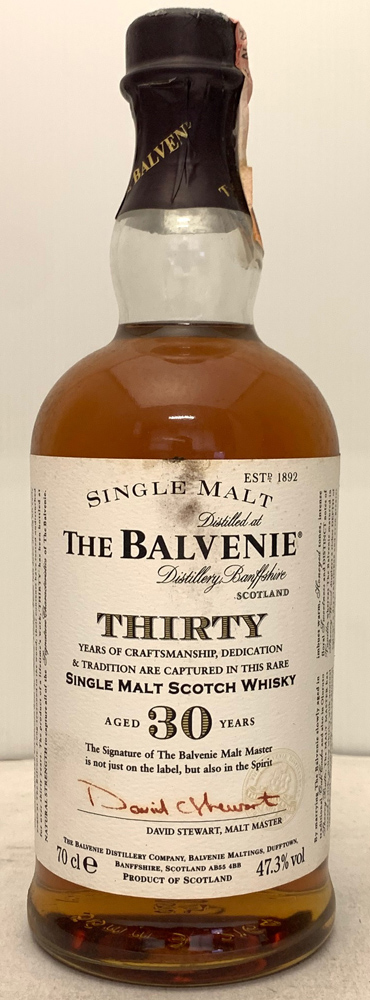 BALVEN
T
ESTD 1892
SINGLE MALT
Distilled at
THE BALVENIE®
Distillery, Banffshire
SCOTLAND
THIRTY
YEARS OF CRAFTSMANSHIP, DEDICATION
& TRADITION ARE CAPTURED IN THIS RARE
SINGLE MALT SCOTCH WHISKY
AGED 30 YEARS
The Signature of The Balvenie Malt Master
is not just on the label, but also in the Spirit
David C Stewart
DAVID STEWART, MALT MASTER
THE BALVENIE DISTILLERY COMPANY, BALVENIE MALTINGS, DUFFTOWN,
BANFFSHIRE, SCOTLAND AB55 4BB
70 cl e
47.3% vol
PRODUCT OF SCOTLAND